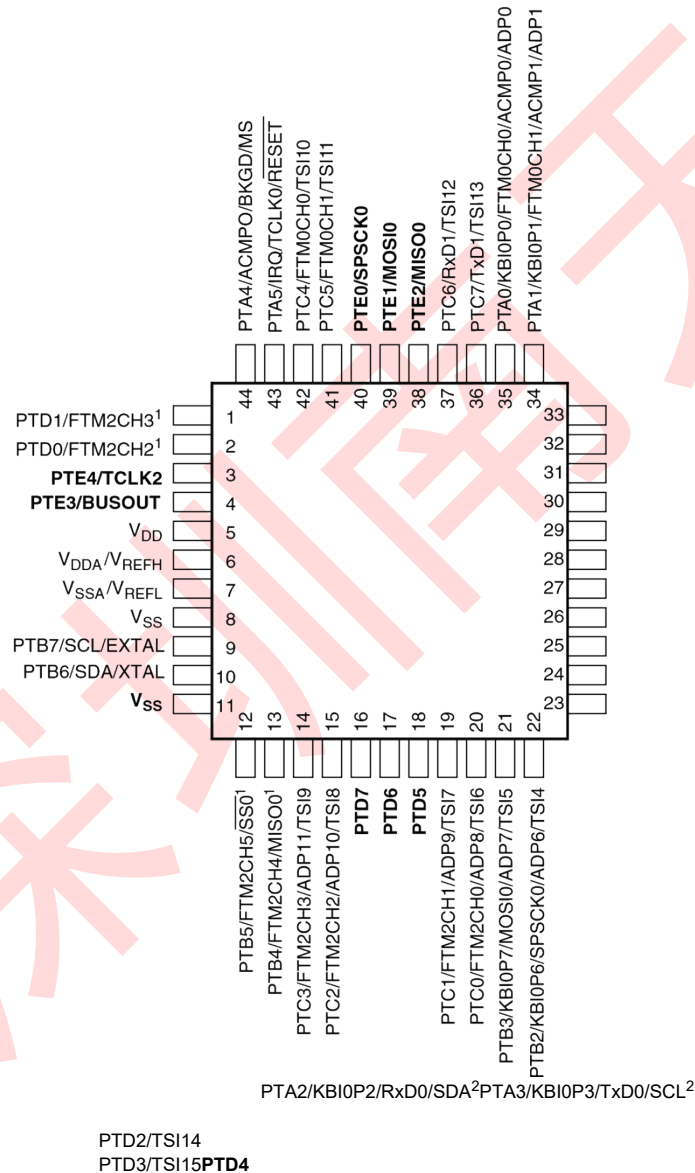 PTA4/ACMPO/BKGD/MS
PTA5/IRQ/TCLK0/RESET
PTC4/FTM0CH0/TSI10
PTC5/FTM0CH1/TSI11
PTE0/SPSCK0
PTE1/MOSI0
PTE2/MISO0
PTC6/RxD1/TSI12
PTC7/TxD1/TSI13
PTA0/KBI0P0/FTM0CH0/ACMP0/ADP0
PTA1/KBI0P1/FTM0CH1/ACMP1/ADP1
44 43 42 41 40 39 38 37 36 35 34
PTD1/FTM2CH3¹ 1
PTD0/FTM2CH2¹ 2
PTE4/TCLK2 3
PTE3/BUSOUT 4
VDD 5
VDDA/VREFH 6
VSSA/VREFL 7
VSS 8
PTB7/SCL/EXTAL 9
PTB6/SDA/XTAL 10
VSS 11
33
32
31
30
29
28
27
26
25
24
23
12 13 14 15 16 17 18 19 20 21 22
PTB5/FTM2CH5/SS0¹
PTB4/FTM2CH4/MISO0¹
PTC3/FTM2CH3/ADP11/TSI9
PTC2/FTM2CH2/ADP10/TSI8
PTD7
PTD6
PTD5
PTC1/FTM2CH1/ADP9/TSI7
PTC0/FTM2CH0/ADP8/TSI6
PTB3/KBI0P7/MOSI0/ADP7/TSI5
PTB2/KBI0P6/SPSCK0/ADP6/TSI4
PTA2/KBI0P2/RxD0/SDA²PTA3/KBI0P3/TxD0/SCL²
PTD2/TSI14
PTD3/TSI15PTD4
深圳南天